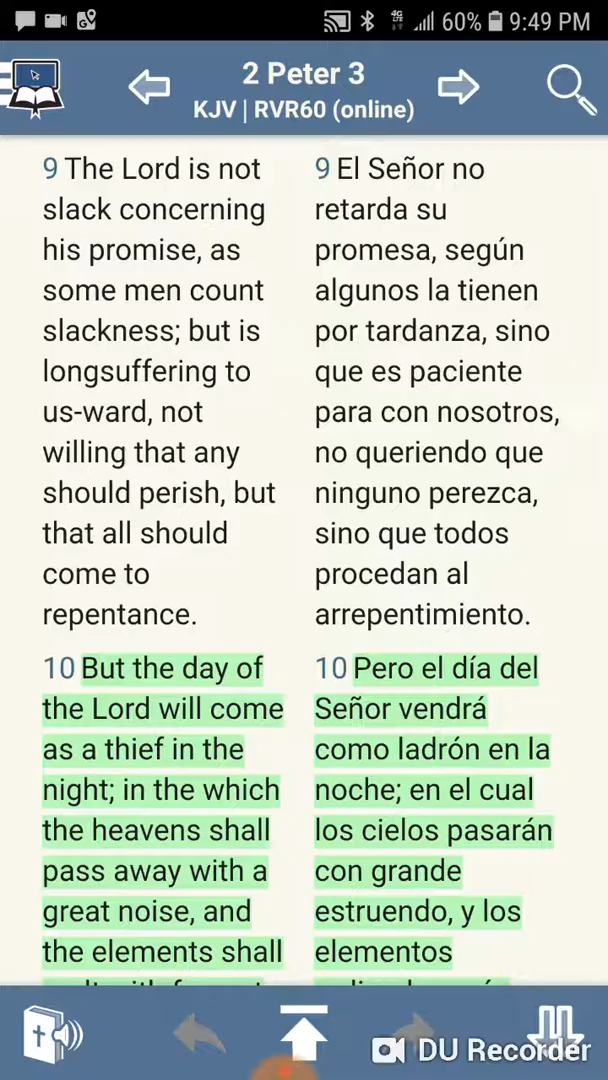 4G LTE 60% 9:49 PM
2 Peter 3
KJV | RVR60 (online)
9 The Lord is not
slack concerning
his promise, as
some men count
slackness; but is
longsuffering to
us-ward, not
willing that any
should perish, but
that all should
come to
repentance.
10 But the day of
the Lord will come
as a thief in the
night; in the which
the heavens shall
pass away with a
great noise, and
the elements shall
9 El Señor no
retarda su
promesa, según
algunos la tienen
por tardanza, sino
que es paciente
para con nosotros,
no queriendo que
ninguno perezca,
sino que todos
procedan al
arrepentimiento.
10 Pero el día del
Señor vendrá
como ladrón en la
noche; en el cual
los cielos pasarán
con grande
estruendo, y los
elementos
DU Recorder